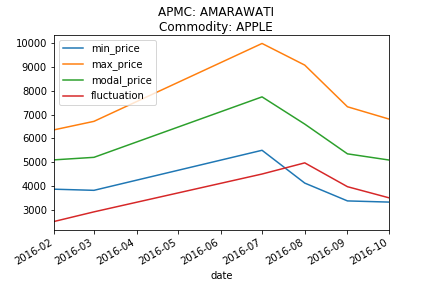 APMC: AMARAWATI
Commodity: APPLE
min_price
max_price
modal_price
fluctuation
10000
9000
8000
7000
6000
5000
4000
3000
2016-02
2016-03
2016-04
2016-05
2016-06
2016-07
2016-08
2016-09
2016-10
date